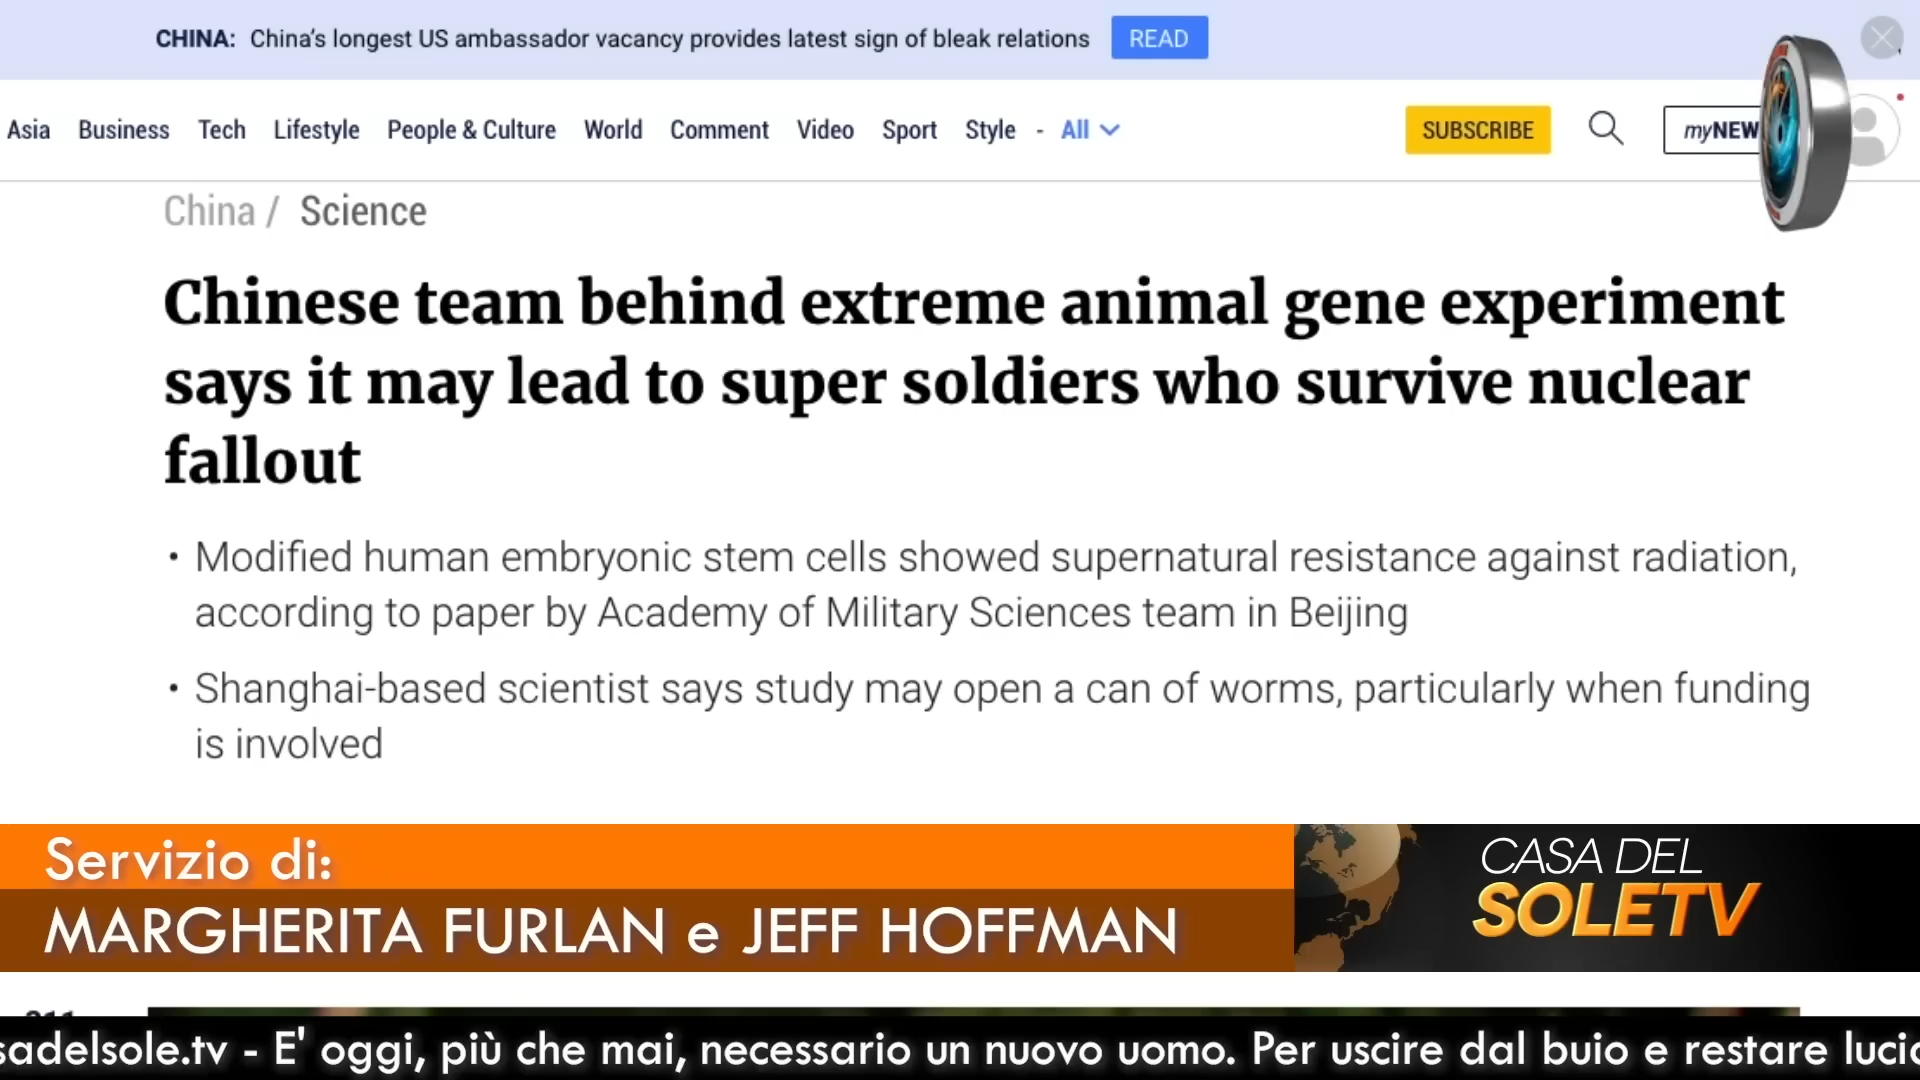 CHINA: China's longest US ambassador vacancy provides latest sign of bleak relations READ
Asia Business Tech Lifestyle People & Culture World Comment Video Sport Style - All SUBSCRIBE myNEW
China / Science
Chinese team behind extreme animal gene experiment
says it may lead to super soldiers who survive nuclear
fallout
• Modified human embryonic stem cells showed supernatural resistance against radiation,
according to paper by Academy of Military Sciences team in Beijing
• Shanghai-based scientist says study may open a can of worms, particularly when funding
is involved
Servizio di:
MARGHERITA FURLAN e JEFF HOFFMAN
CASA DEL
SOLETV
sadelsole.tv - E' oggi, più che mai, necessario un nuovo uomo. Per uscire dal buio e restare lucid